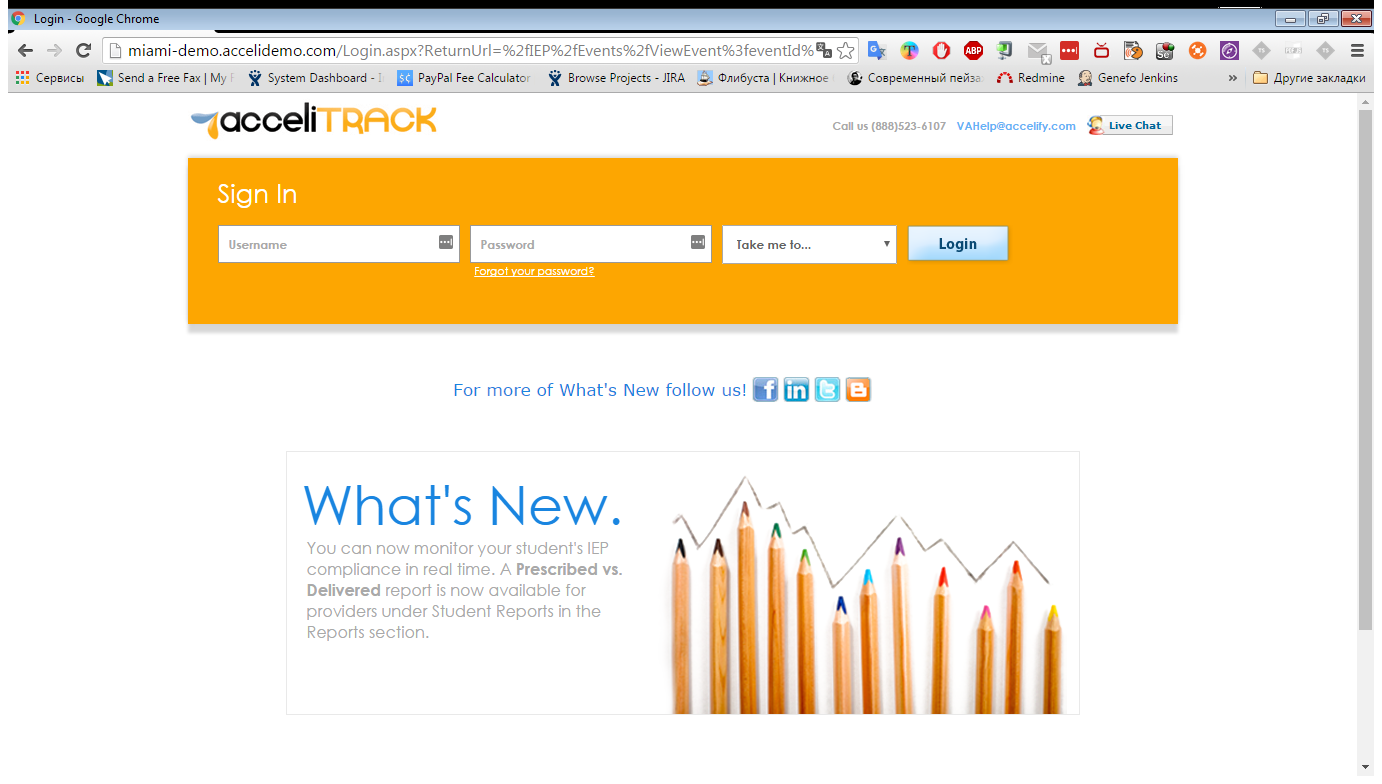 Login - Google Chrome
miami-demo.accelidemo.com/Login.aspx?ReturnUrl=%2fIEP%2fEvents%2fViewEvent%3feventId%
Сервисы Send a Free Fax | My F System Dashboard - PayPal Fee Calculator Browse Projects - JIRA Флибуста | Книжное Современный пейза Redmine Genefo Jenkins » Другие закладки
acceliTRACK
Call us (888)523-6107 VAHelp@accelify.com Live Chat
Sign In
Username Password Take me to... Login
Forgot your password?
For more of What's New follow us!
What's New.
You can now monitor your student's IEP
compliance in real time. A Prescribed vs.
Delivered report is now available for
providers under Student Reports in the
Reports section.